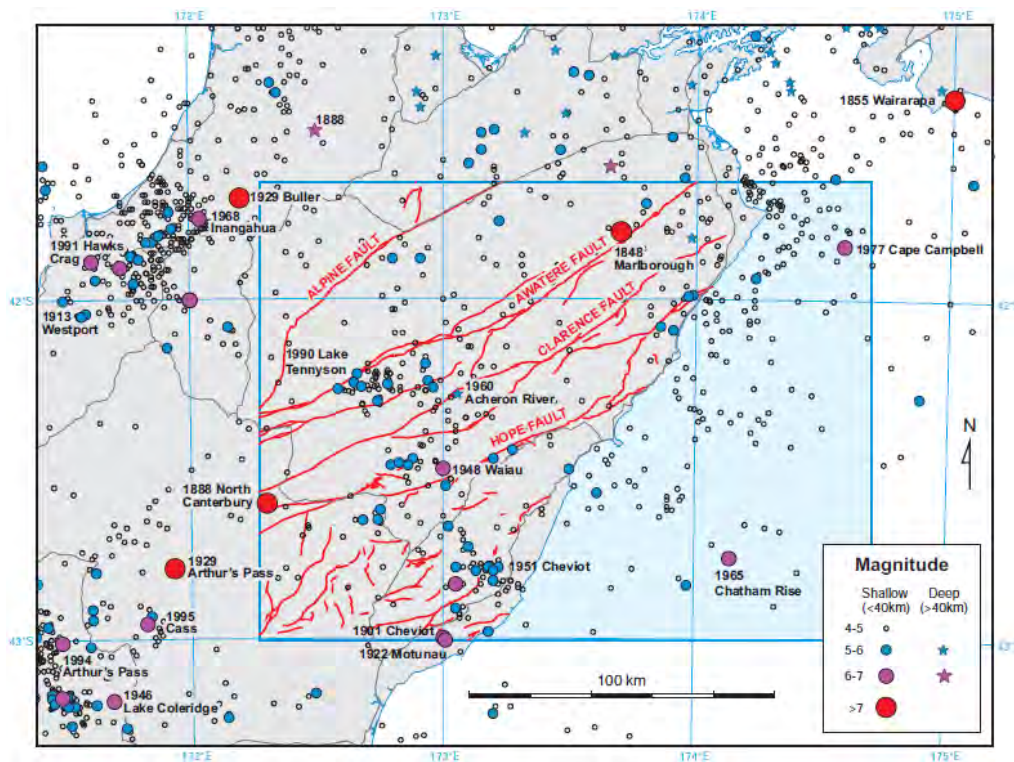 172°E
173°E
174°E
175°E
1888
1855 Wairarapa
1929 Buller
1968
Inangahua
1991 Hawks
Crag
1848
Marlborough
1977 Cape Campbell
ALPINE FAULT
AWATERE FAULT
42°S
42°S
1913
Westport
CLARENCE FAULT
1990 Lake
Tennyson
1960
Acheron River
HOPE FAULT
N
1948 Waiau
1888 North
Canterbury
1929
Arthur's Pass
1951 Cheviot
1965
Chatham Rise
1995
Cass
1901 Cheviot
1922 Motunau
43°S
43°S
1994
Arthur's Pass
1946
Lake Coleridge
100 km
Magnitude
Shallow
(<40km)
Deep
(>40km)
4-5
5-6
6-7
>7
172°E
173°E
174°E
175°E